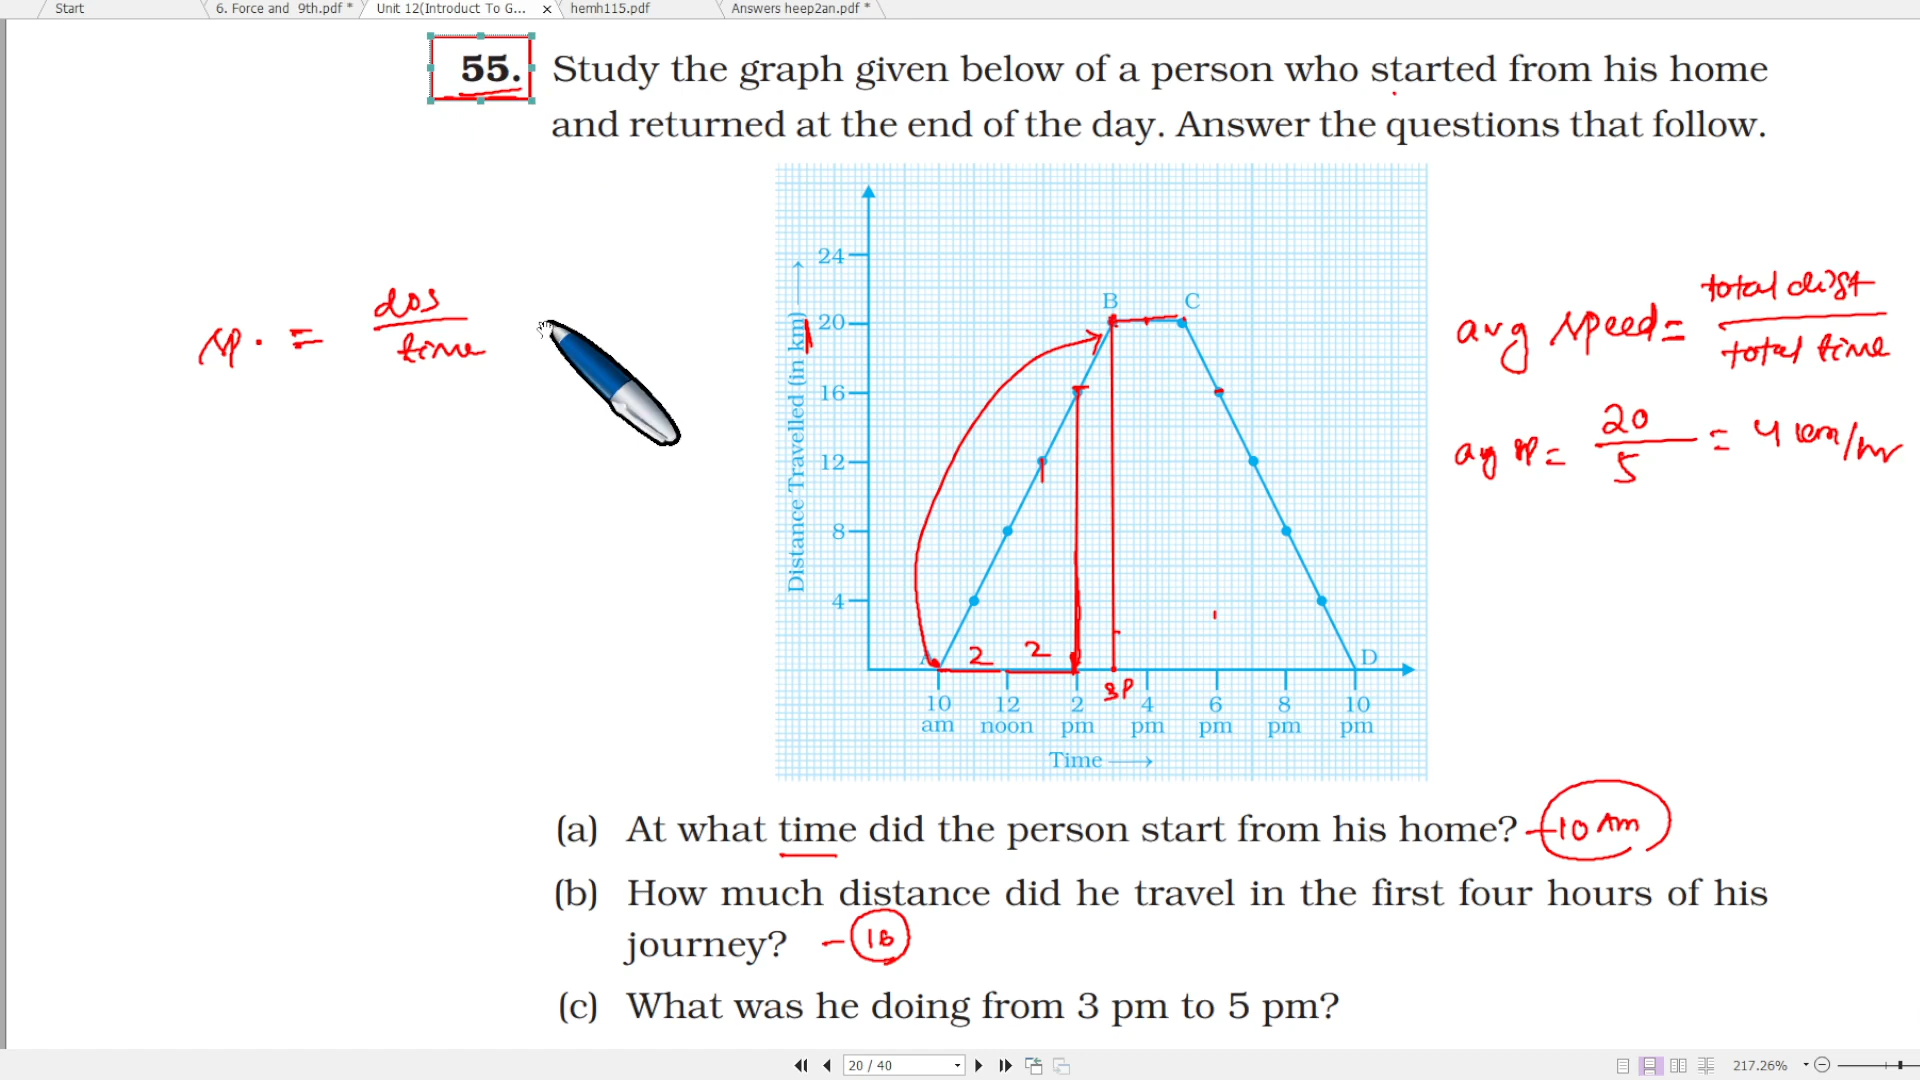 Start
6. Force and 9th.pdf *
Unit 12(Introduct To G... x
hemh115.pdf
Answers heep2an.pdf *
55. Study the graph given below of a person who started from his home
and returned at the end of the day. Answer the questions that follow.
24
20
16
12
8
4
Distance Travelled (in km)
A
B
C
D
2 2
3P
10 am
12 noon
2 pm
4 pm
6 pm
8 pm
10 pm
Time
sp. = dis / time
avg speed = total dist / total time
avg sp = 20 / 5 = 4 km/hr
(a) At what time did the person start from his home? - 10 Am
(b) How much distance did he travel in the first four hours of his
journey? - 16
(c) What was he doing from 3 pm to 5 pm?
20 / 40
217.26%